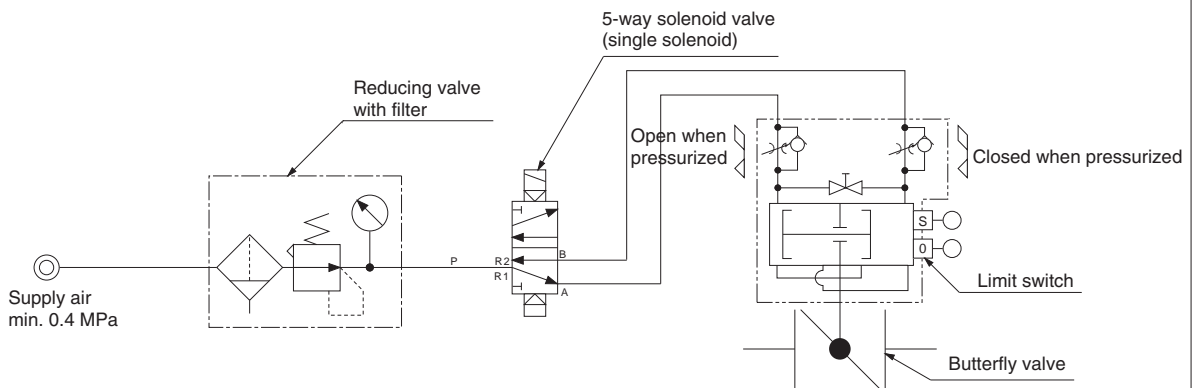 5-way solenoid valve
(single solenoid)
Reducing valve
with filter
Open when
pressurized
Closed when pressurized
P
R2
B
R1
A
S
0
Limit switch
Supply air
min. 0.4 MPa
Butterfly valve